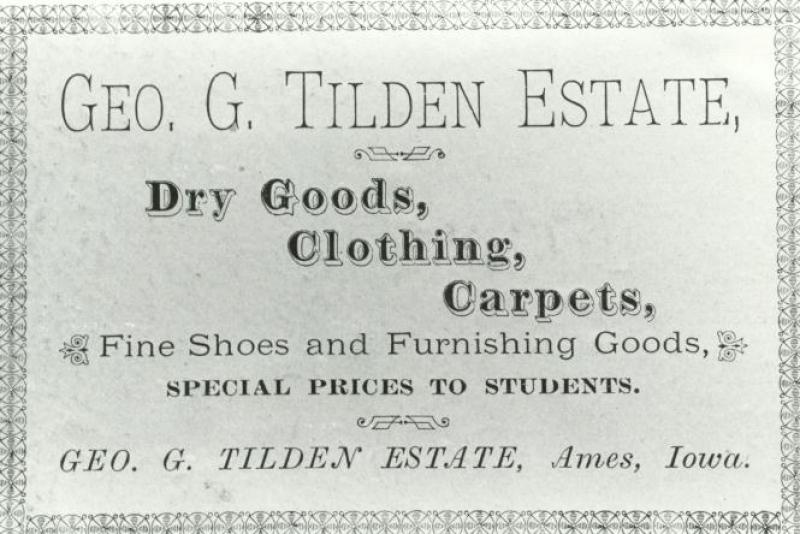 GEO. G. TILDEN ESTATE,
Dry Goods,
Clothing,
Carpets,
Fine Shoes and Furnishing Goods,
SPECIAL PRICES TO STUDENTS.
GEO. G. TILDEN ESTATE, Ames, Iowa.